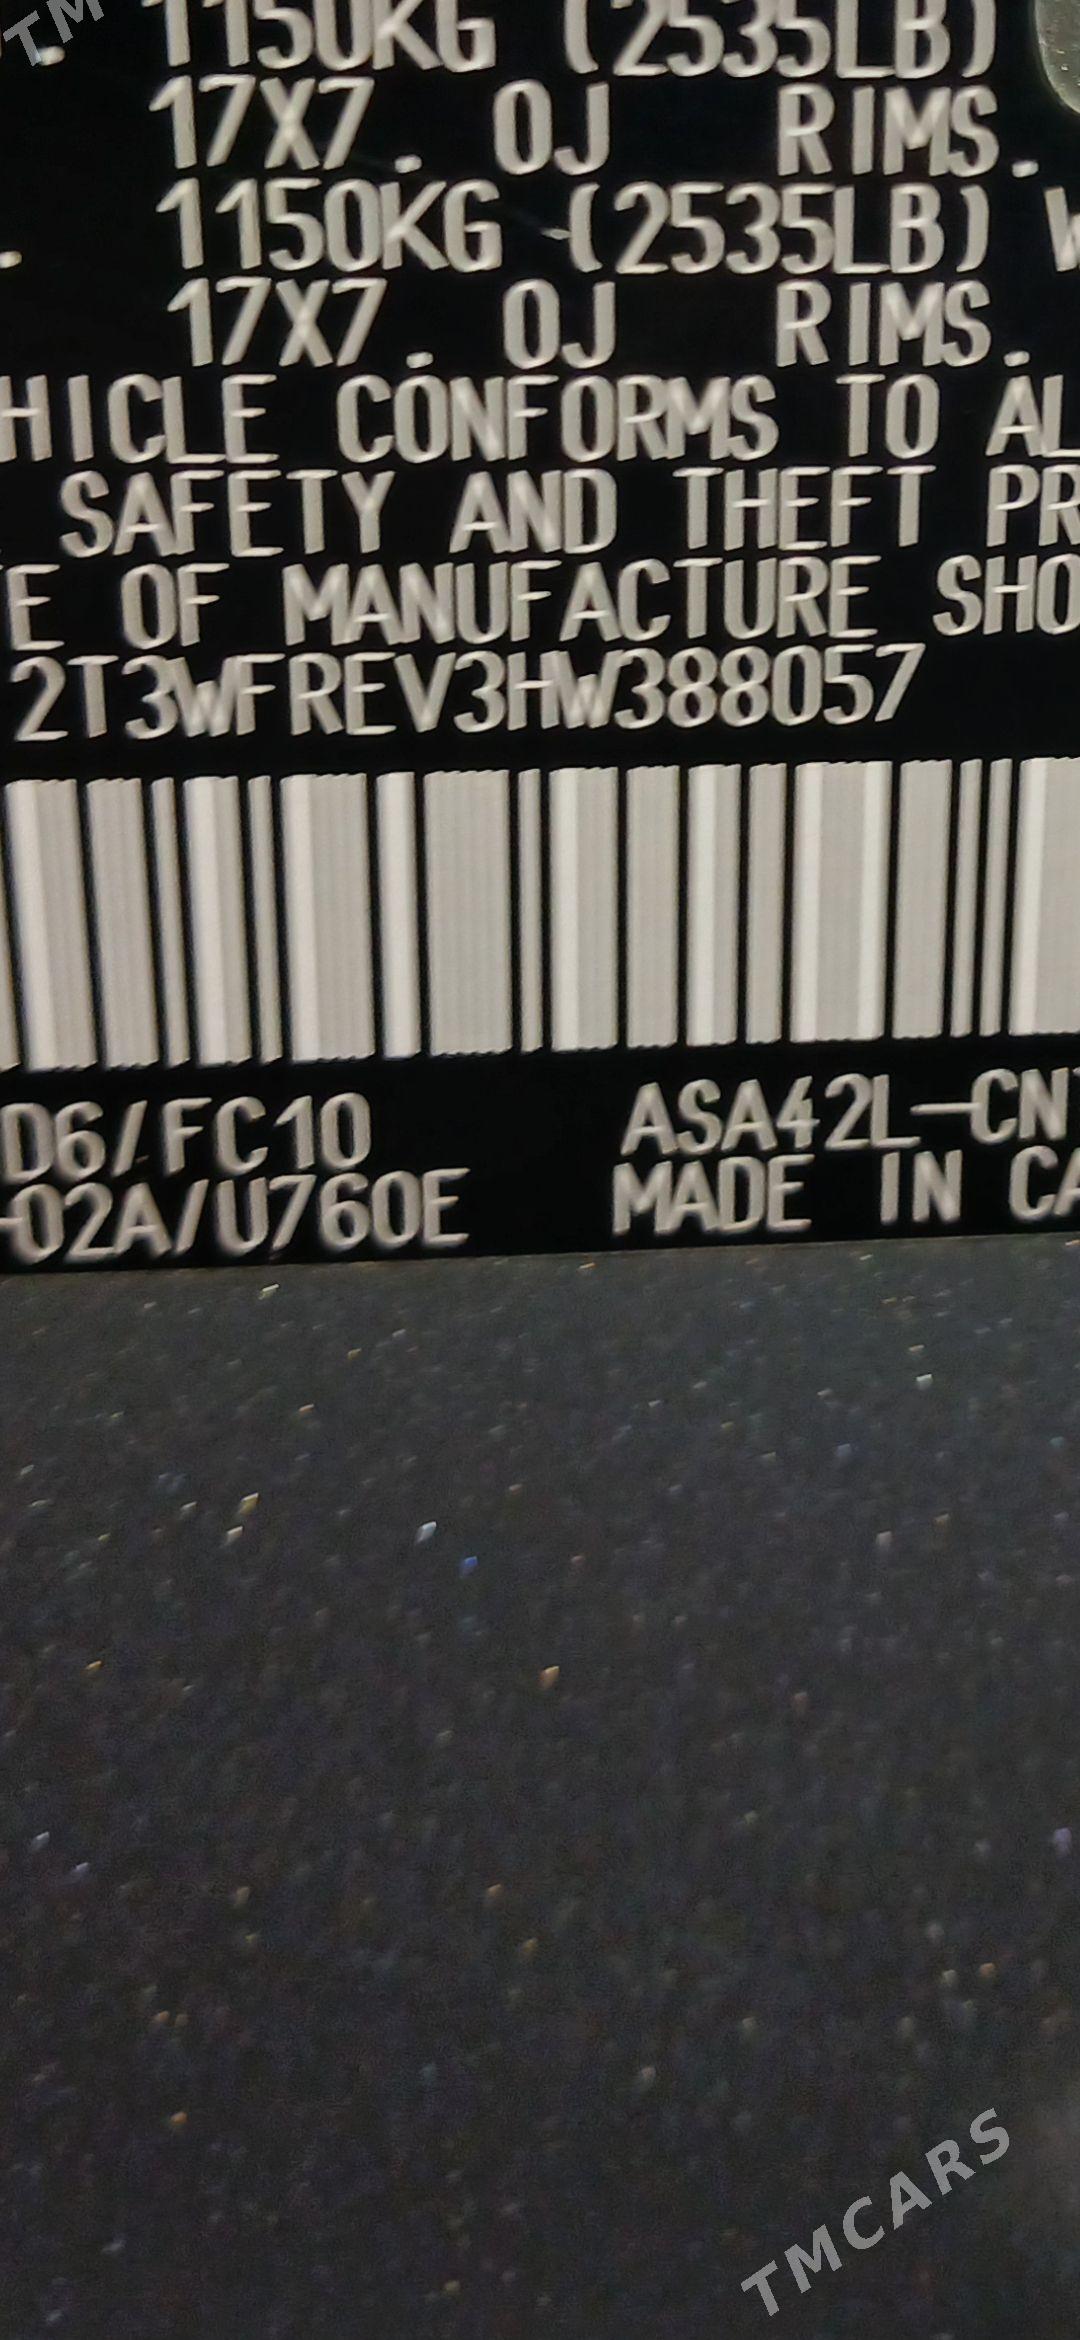 TM
. 1150KG (2535LB)
17X7. 0J RIMS.
. 1150KG (2535LB) W
17X7. 0J RIMS.
HICLE CONFORMS TO AL
SAFETY AND THEFT PR
E OF MANUFACTURE SHO
2T3WFREV3HW388057
D6/FC10 ASA42L-CN
-02A/U760E MADE IN CA
TMCARS